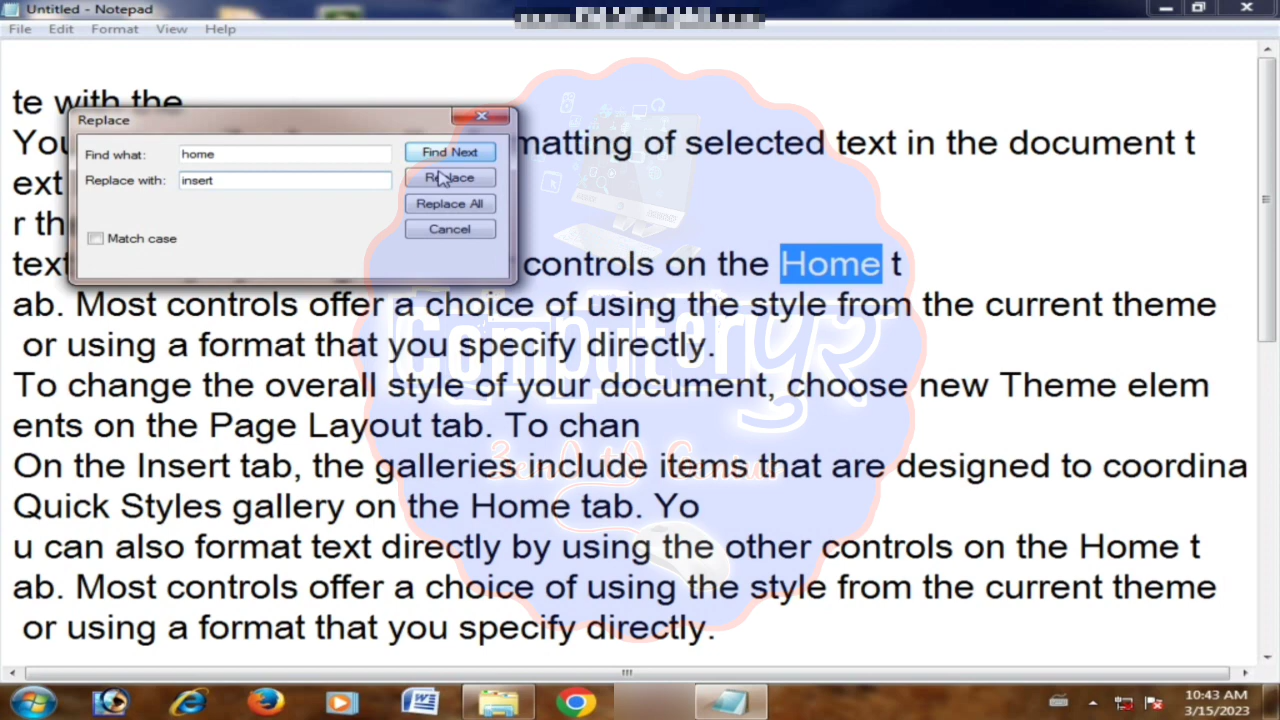 Untitled - Notepad
File Edit Format View Help
te with the
You
matting of selected text in the document t
ext
r th
text
controls on the Home t
ab. Most controls offer a choice of using the style from the current theme
or using a format that you specify directly.
To change the overall style of your document, choose new Theme elem
ents on the Page Layout tab. To chan
On the Insert tab, the galleries include items that are designed to coordina
Quick Styles gallery on the Home tab. Yo
u can also format text directly by using the other controls on the Home t
ab. Most controls offer a choice of using the style from the current theme
or using a format that you specify directly.
Replace
Find what: home
Find Next
Replace with: insert
Replace
Replace All
Match case
Cancel
10:43 AM
3/15/2023